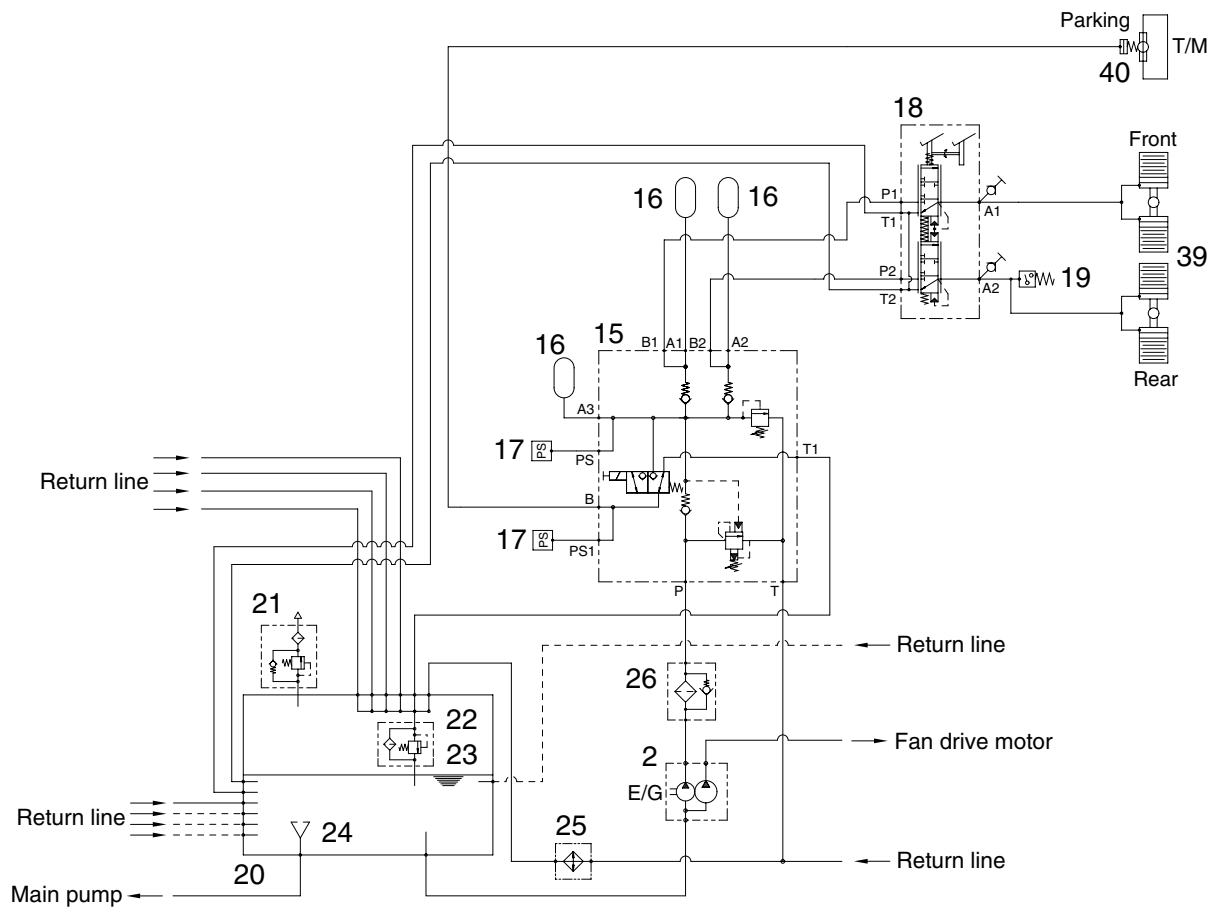 Parking
T/M
40
18
Front
16
16
P1
T1
A1
39
P2
T2
A2
19
15
B1
A1
B2
A2
16
Rear
A3
17
PS
PS
T1
Return line
B
17
PS
PS1
P
T
21
Return line
26
22
23
2
Fan drive motor
E/G
Return line
24
25
20
Return line
Main pump